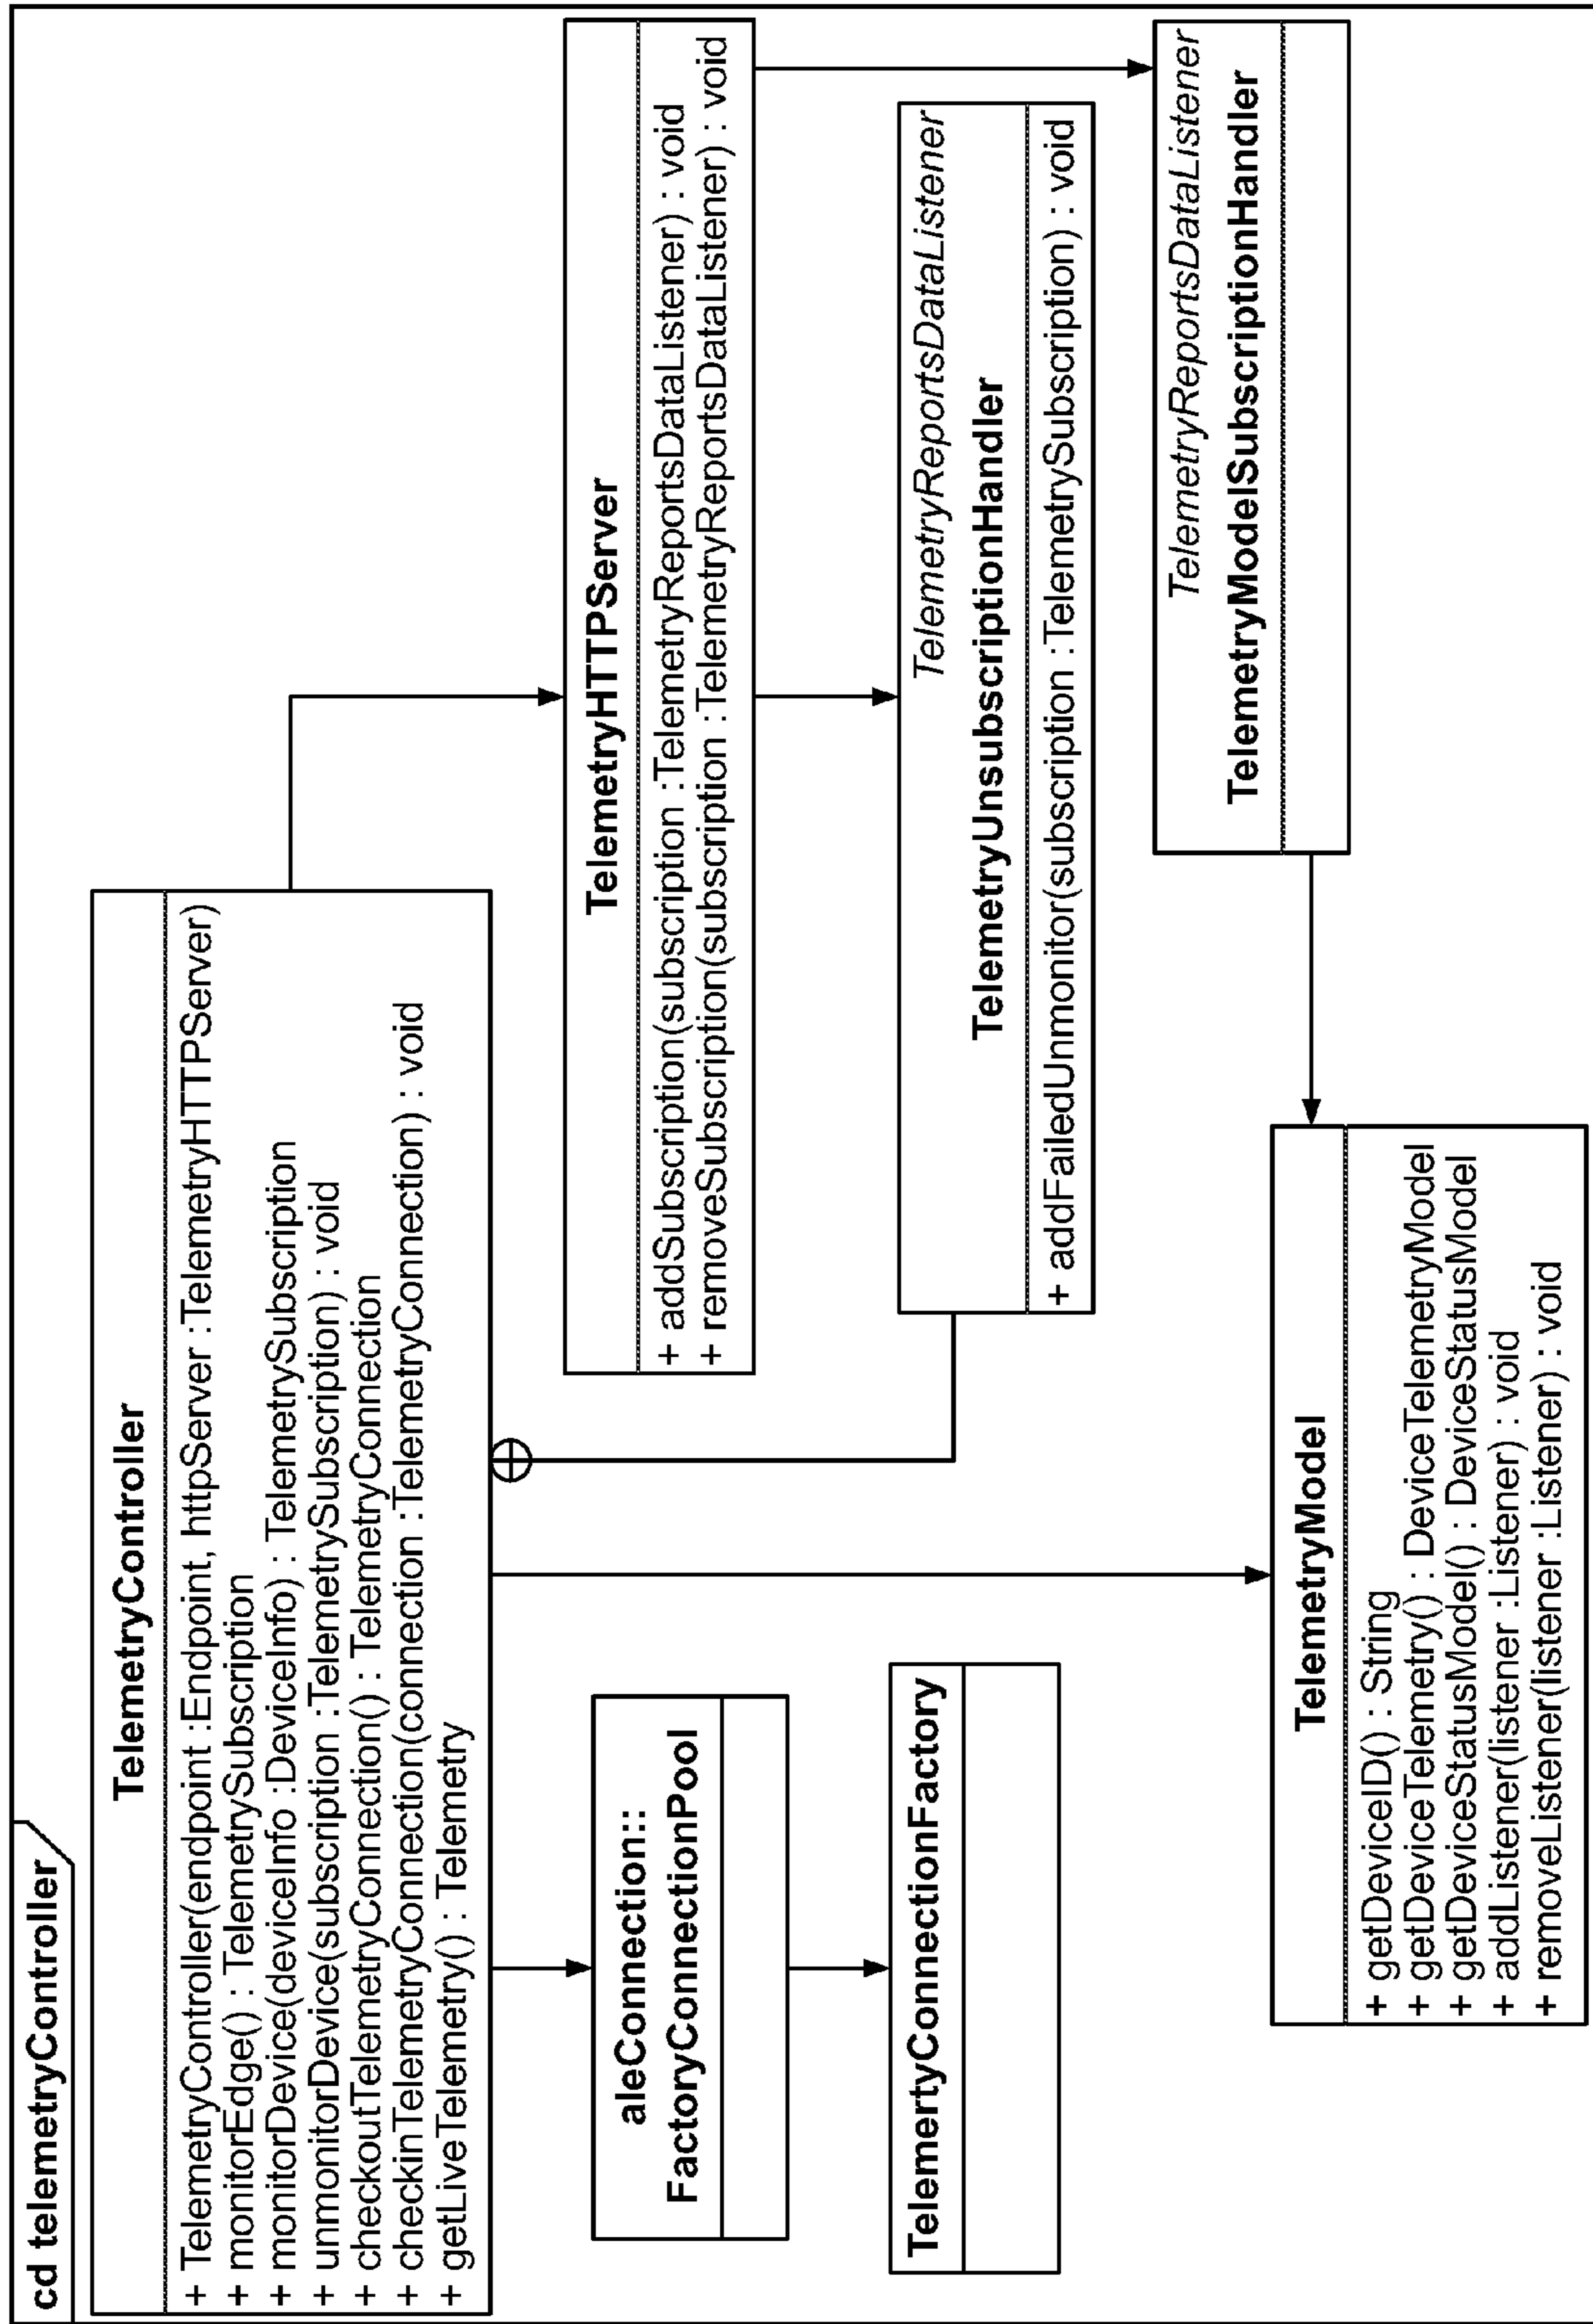 cd telemetryController
TelemetryController
+ TelemetryController(endpoint :Endpoint, httpServer :TelemetryHTTPServer)
+ monitorEdge() : TelemetrySubscription
+ monitorDevice(deviceInfo :DeviceInfo) : TelemetrySubscription
+ unmonitorDevice(subscription :TelemetrySubscription) : void
+ checkoutTelemetryConnection() : TelemetryConnection
+ checkinTelemetryConnection(connection :TelemetryConnection) : void
+ getLiveTelemetry() : Telemetry
TelemetryHTTPServer
+ addSubscription(subscription :TelemetryReportsDataListener) : void
+ removeSubscription(subscription :TelemetryReportsDataListener) : void
aleConnection::
FactoryConnectionPool
TelemetryReportsDataListener
TelemetryUnsubscriptionHandler
+ addFailedUnmonitor(subscription :TelemetrySubscription) : void
TelemertyConnectionFactory
TelemetryReportsDataListener
TelemetryModelSubscriptionHandler
TelemetryModel
+ getDeviceID() : String
+ getDeviceTelemetry() : DeviceTelemetryModel
+ getDeviceStatusModel() : DeviceStatusModel
+ addListener(listener :Listener) : void
+ removeListener(listener :Listener) : void